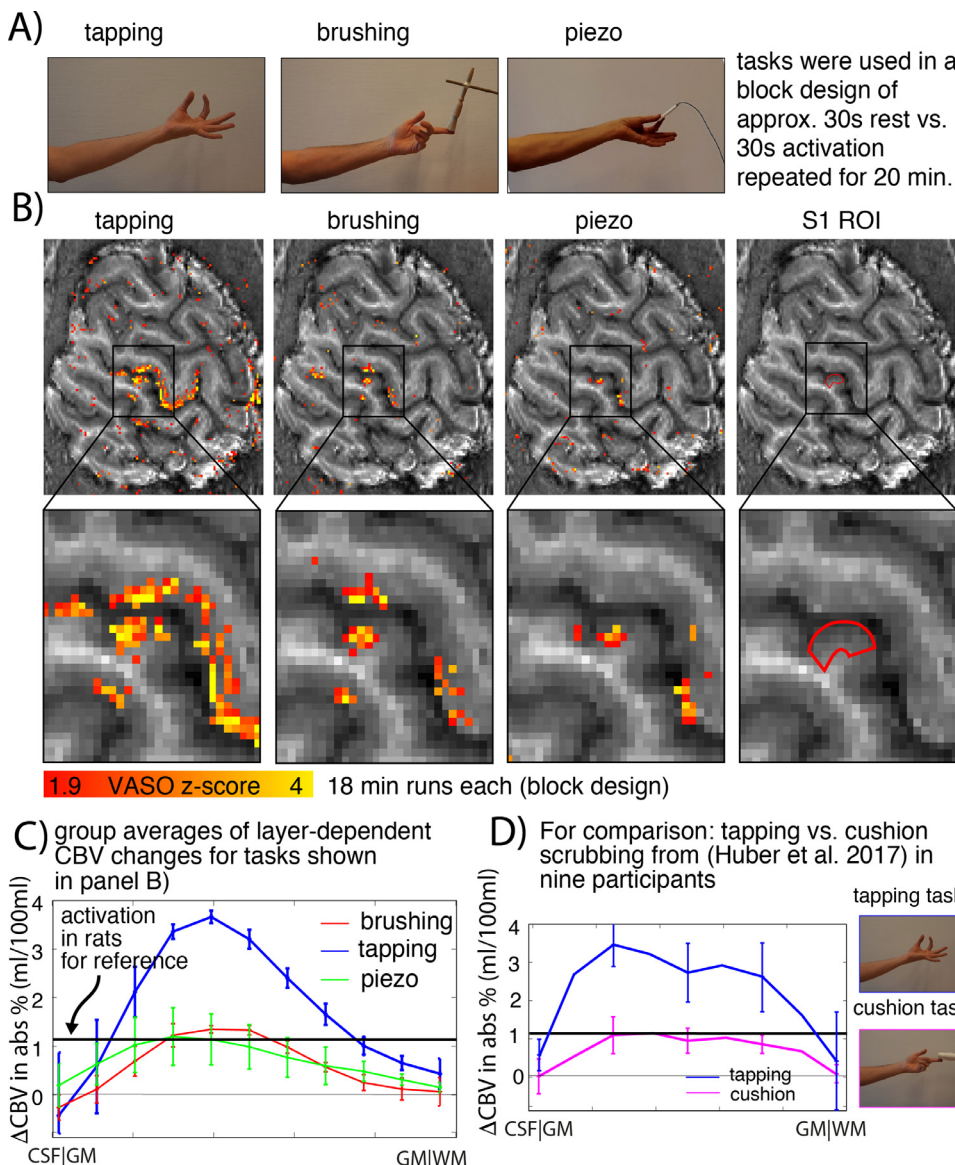 A)
tapping
brushing
piezo
tasks were used in a
block design of
approx. 30s rest vs.
30s activation
repeated for 20 min.
B)
tapping
brushing
piezo
S1 ROI
1.9 VASO z-score 4
18 min runs each (block design)
C)
group averages of layer-dependent
CBV changes for tasks shown
in panel B)
ΔCBV in abs % (ml/100ml)
4
3
2
1
0
activation
in rats
for reference
brushing
tapping
piezo
CSF|GM
GM|WM
D)
For comparison: tapping vs. cushion
scrubbing from (Huber et al. 2017) in
nine participants
ΔCBV in abs % (ml/100ml)
4
3
2
1
0
tapping
cushion
CSF|GM
GM|WM
tapping task
cushion task